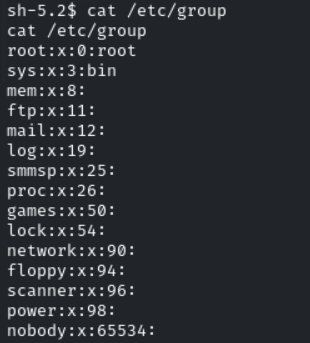 sh-5.2$ cat /etc/group
cat /etc/group
root:x:0:root
sys:x:3:bin
mem:x:8:
ftp:x:11:
mail:x:12:
log:x:19:
smmsp:x:25:
proc:x:26:
games:x:50:
lock:x:54:
network:x:90:
floppy:x:94:
scanner:x:96:
power:x:98:
nobody:x:65534: